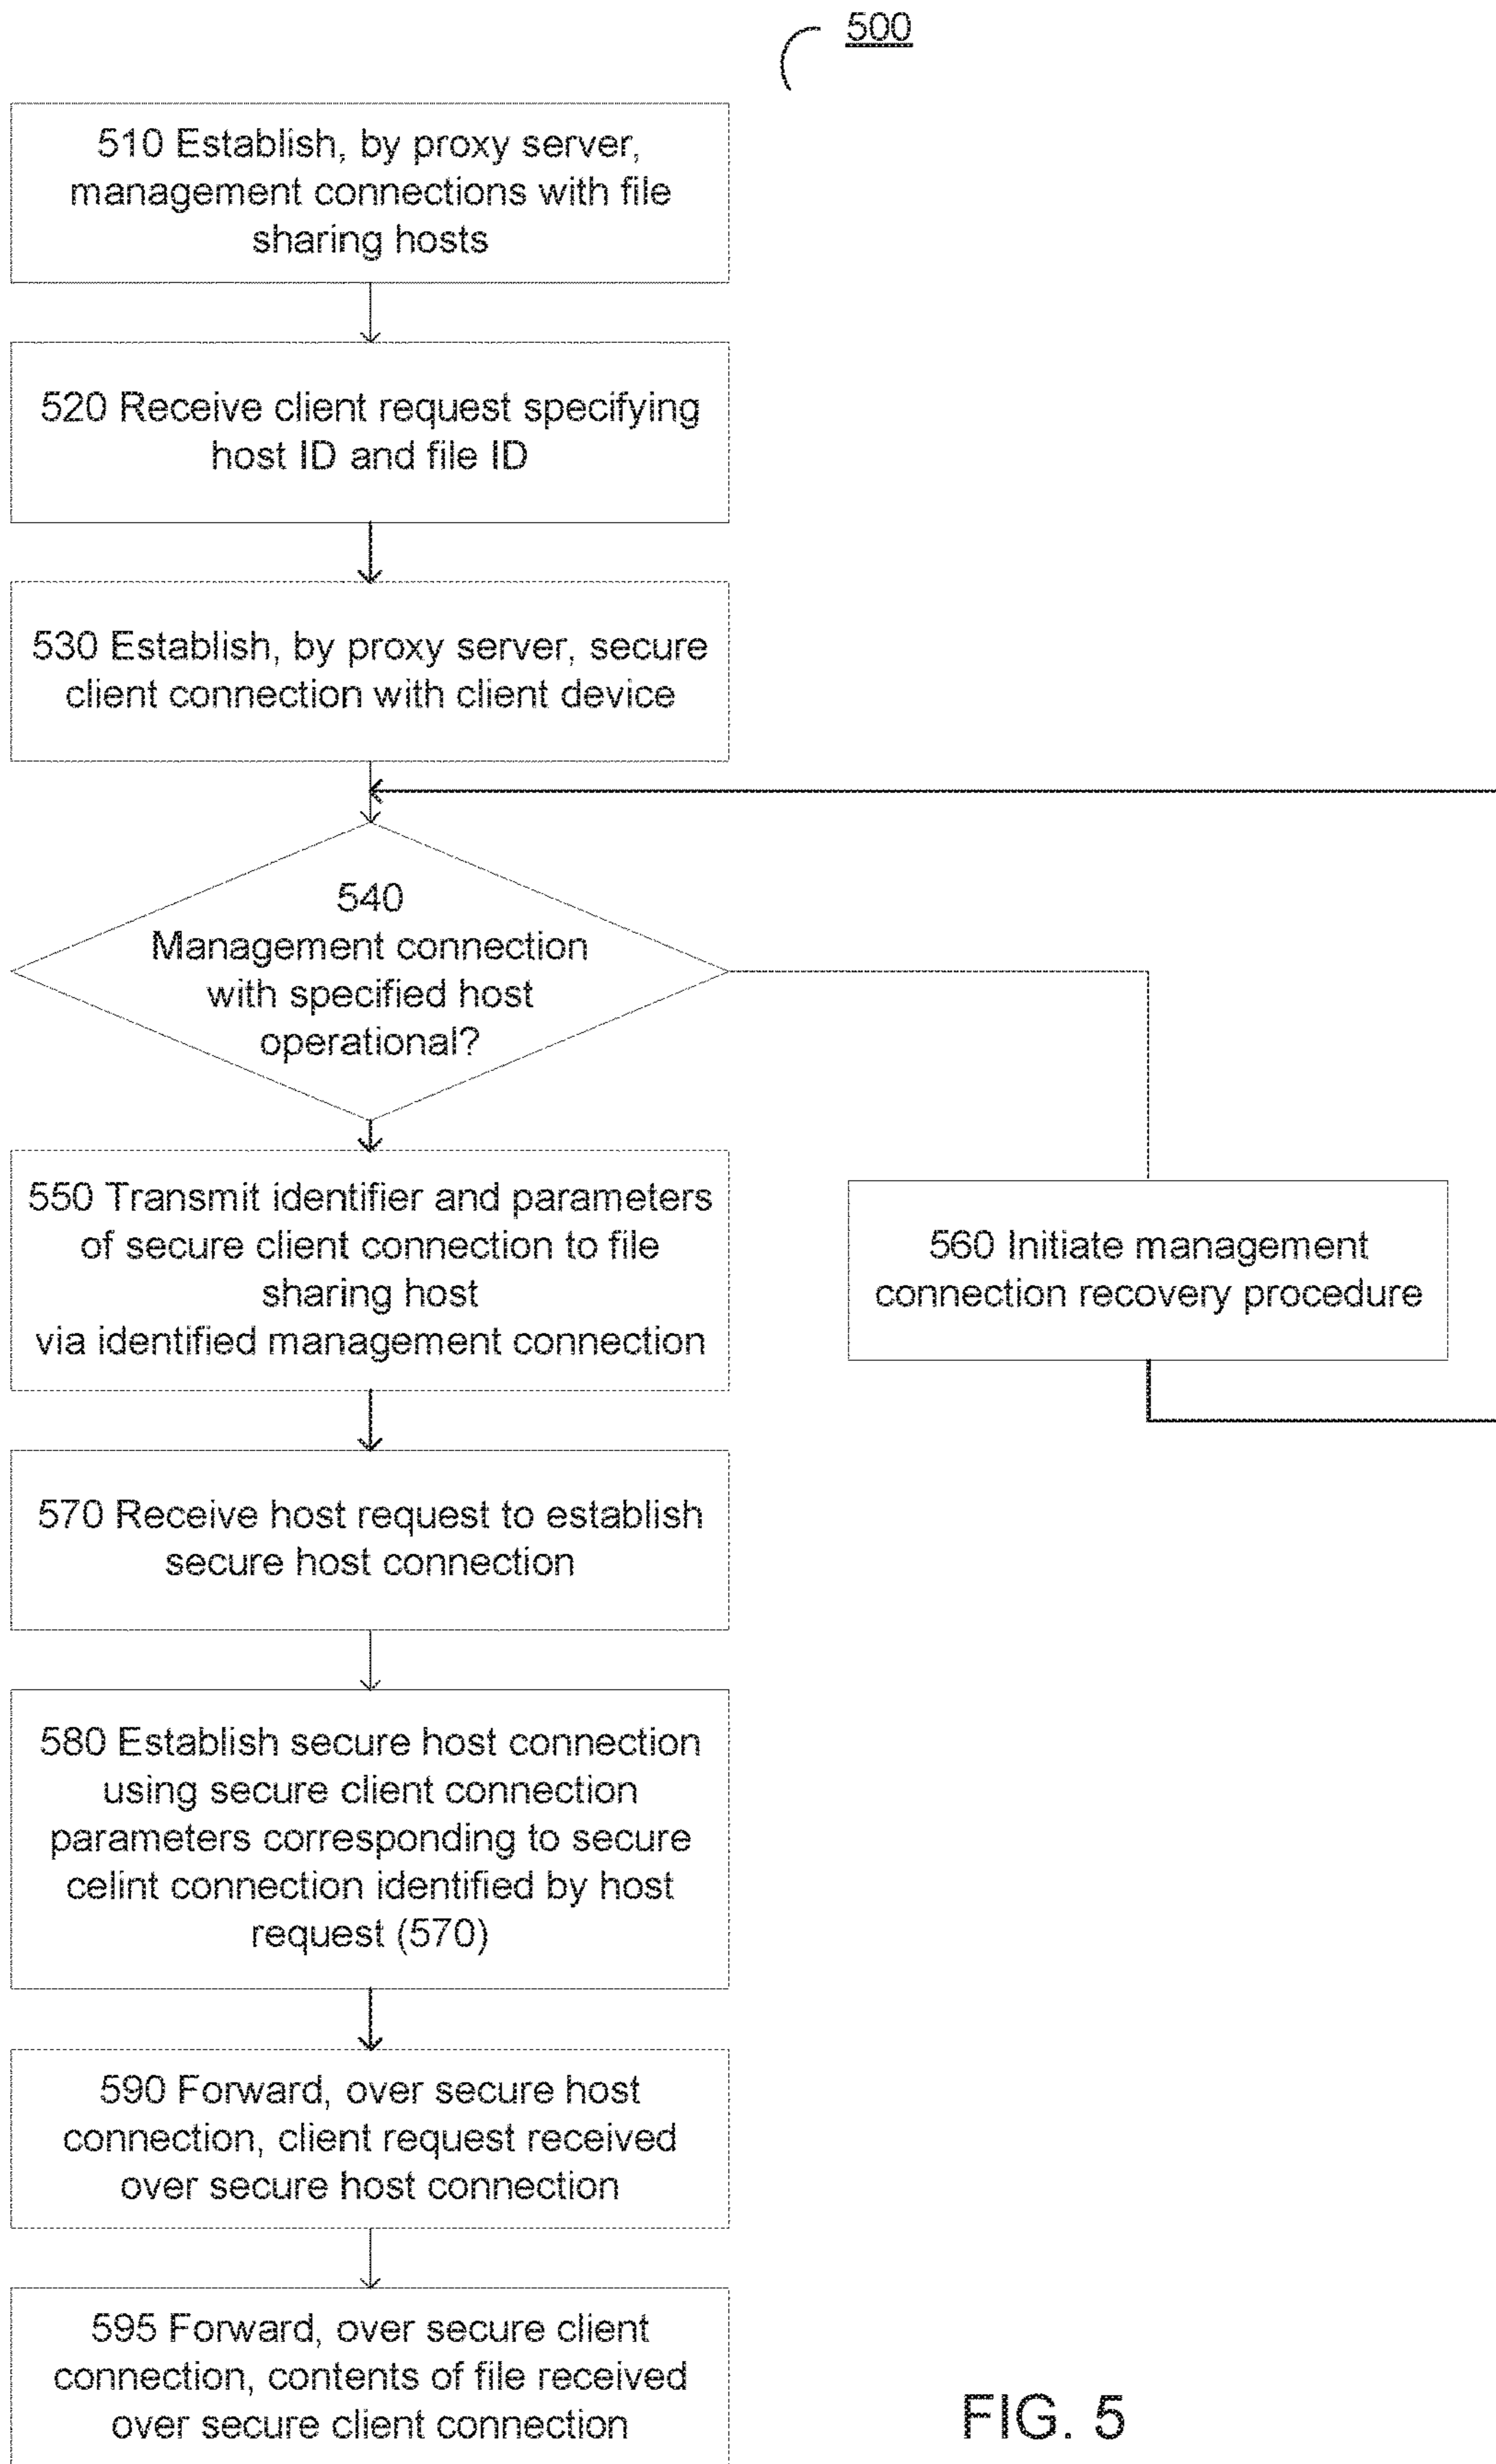 500
510 Establish, by proxy server,
management connections with file
sharing hosts
520 Receive client request specifying
host ID and file ID
530 Establish, by proxy server, secure
client connection with client device
540
Management connection
with specified host
operational?
550 Transmit identifier and parameters
of secure client connection to file
sharing host
via identified management connection
560 Initiate management
connection recovery procedure
570 Receive host request to establish
secure host connection
580 Establish secure host connection
using secure client connection
parameters corresponding to secure
celint connection identified by host
request (570)
590 Forward, over secure host
connection, client request received
over secure host connection
595 Forward, over secure client
connection, contents of file received
over secure client connection
FIG. 5